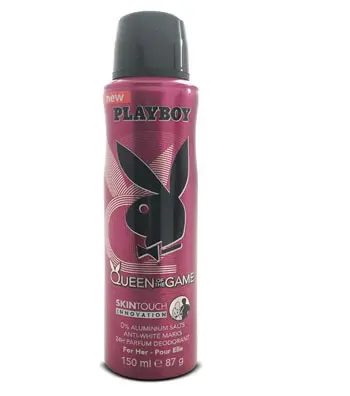 new
PLAYBOY
QUEEN OF THE GAME
SKINTOUCH
INNOVATION
0% ALUMINIUM SALTS
ANTI-WHITE MARKS
24H PARFUM DEODORANT
For Her - Pour Elle
150 ml e 87 g